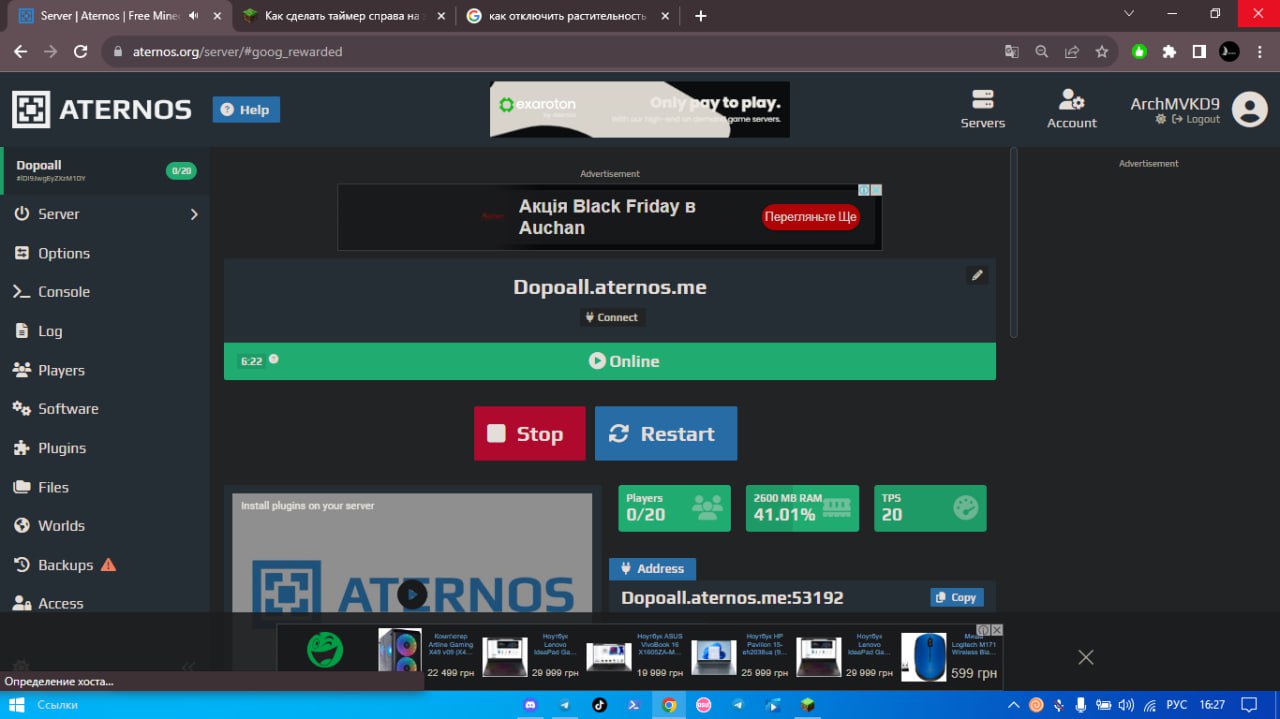 Server | Aternos | Free Minec
Как сделать таймер справа на э
как отключить растительность
aternos.org/server/#goog_rewarded
ATERNOS
Help
exaroton
by Aternos
Only pay to play.
With our high-end on demand game servers.
Servers
Account
ArchMVKD9
Logout
Dopoall
0/20
Server
Options
Console
Log
Players
Software
Plugins
Files
Worlds
Backups
Access
Advertisement
Акція Black Friday в
Auchan
Перегляньте Ще
Advertisement
Dopoall.aternos.me
Connect
6:22
Online
Stop
Restart
Install plugins on your server
ATERNOS
Players
0/20
2600 MB RAM
41.01%
TPS
20
Address
Dopoall.aternos.me:53192
Copy
Комп'ютер
Artline Gaming
X45 v09 (X4...
22 499 грн
Ноутбук
Lenovo
IdeaPad Ga...
29 999 грн
Ноутбук ASUS
VivoBook 16
X1605ZA-M...
19 999 грн
Ноутбук HP
Pavilion 15-
eh2038ua (9...
25 999 грн
Ноутбук
Lenovo
IdeaPad Ga...
29 999 грн
Миша
Logitech M171
Wireless Bla...
599 грн
Определение хоста...
Ссылки
РУС
16:27